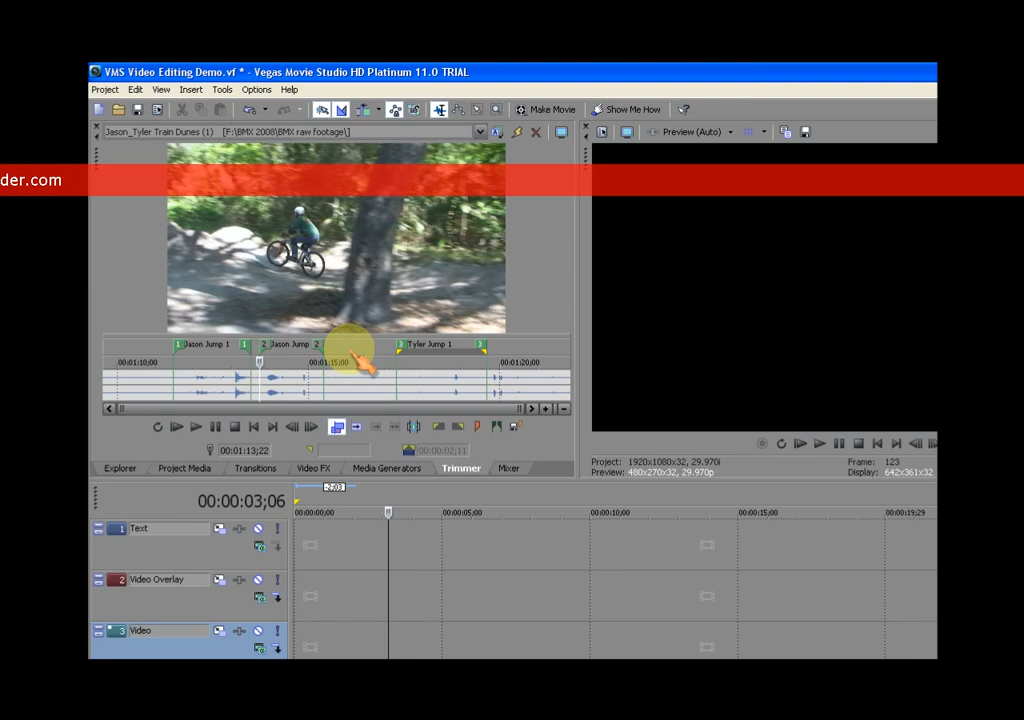 VMS Video Editing Demo.vf * - Vegas Movie Studio HD Platinum 11.0 TRIAL
Project Edit View Insert Tools Options Help
Make Movie Show Me How
Jason_Tyler Train Dunes (1) [F:\BMX 2008\BMX raw footage\]
Preview (Auto)
der.com
1 Jason Jump 1 1 2 Jason Jump 2 3 Tyler Jump 1 3
00:01:10;00 00:01:15;00 00:01:20;00
00:01:13;22 00:00:02;11
Explorer Project Media Transitions Video FX Media Generators Trimmer Mixer
Project: 1920x1080x32, 29.970i Frame: 123
Preview: 480x270x32, 29.970p Display: 642x361x32
00:00:03;06
-2:03
00:00:00;00 00:00:05;00 00:00:10;00 00:00:15;00 00:00:19;29
1 Text
2 Video Overlay
3 Video